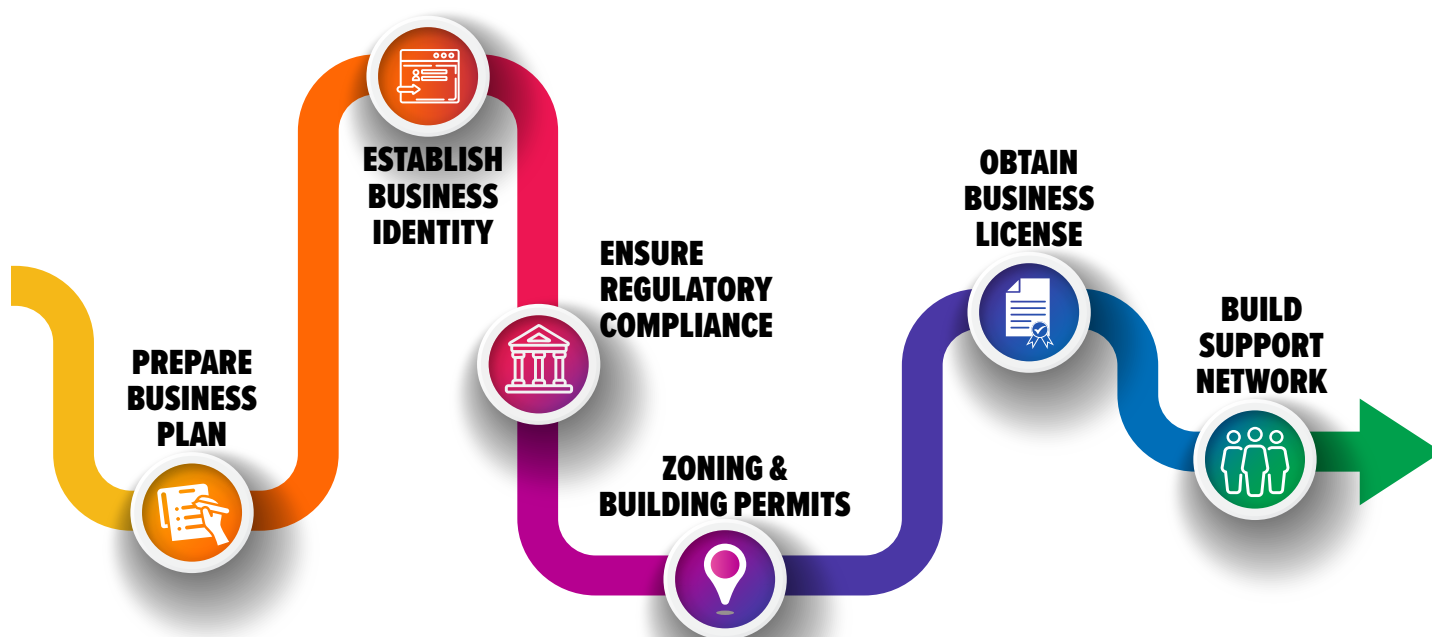 PREPARE
BUSINESS
PLAN
ESTABLISH
BUSINESS
IDENTITY
ENSURE
REGULATORY
COMPLIANCE
ZONING &
BUILDING PERMITS
OBTAIN
BUSINESS
LICENSE
BUILD
SUPPORT
NETWORK